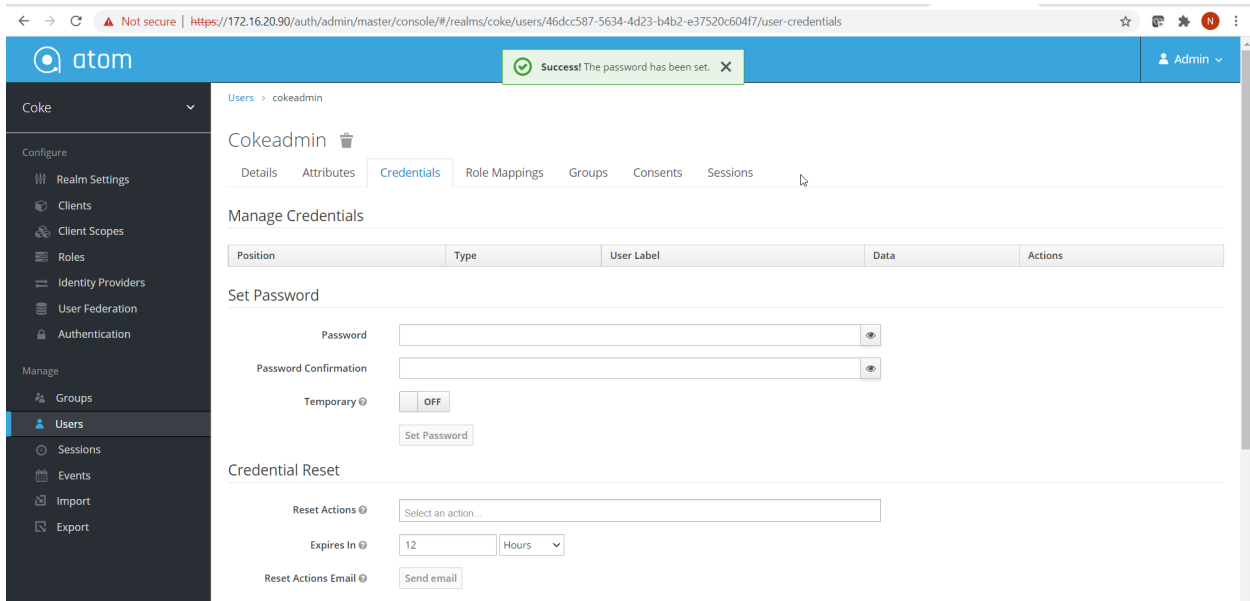 Not secure | https://172.16.20.90/auth/admin/master/console/#/realms/coke/users/46dcc587-5634-4d23-b4b2-e37520c604f7/user-credentials
N
atom
Success! The password has been set.
Admin
Coke
Configure
Realm Settings
Clients
Client Scopes
Roles
Identity Providers
User Federation
Authentication
Manage
Groups
Users
Sessions
Events
Import
Export
Users > cokeadmin
Cokeadmin
Details Attributes Credentials Role Mappings Groups Consents Sessions
Manage Credentials
Position Type User Label Data Actions
Set Password
Password
Password Confirmation
Temporary OFF
Set Password
Credential Reset
Reset Actions Select an action...
Expires In 12 Hours
Reset Actions Email Send email